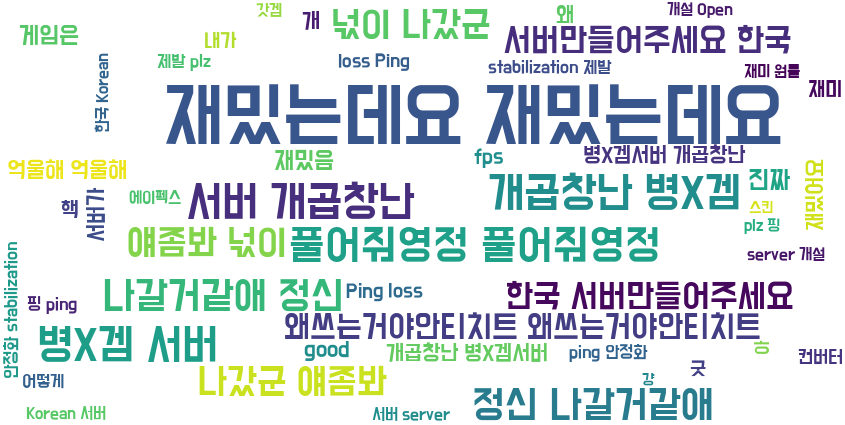 갓겜
개설 Open
게임은
개
넋이 나갔군
왜
내가
서버만들어주세요 한국
제발 plz
loss Ping
stabilization 제발
재미 원툴
한국 Korean
재미
재밌는데요 재밌는데요
억울해 억울해
재밌음
fps
병X겜서버 개곱창난
진짜
재밌어요
에이펙스
서버 개곱창난
개곱창난 병X겜
핵
서버가
스킨
plz 핑
얘좀봐 넋이
풀어줘영정 풀어줘영정
server 개설
안정화 stabilization
나갈거같애 정신
Ping loss
한국 서버만들어주세요
핑 ping
왜쓰는거야안티치트 왜쓰는거야안티치트
병X겜 서버
good
개곱창난 병X겜서버
ping 안정화
ㅎ
컨버터
어떻게
나갔군 얘좀봐
걍
굿
Korean 서버
서버 server
정신 나갈거같애